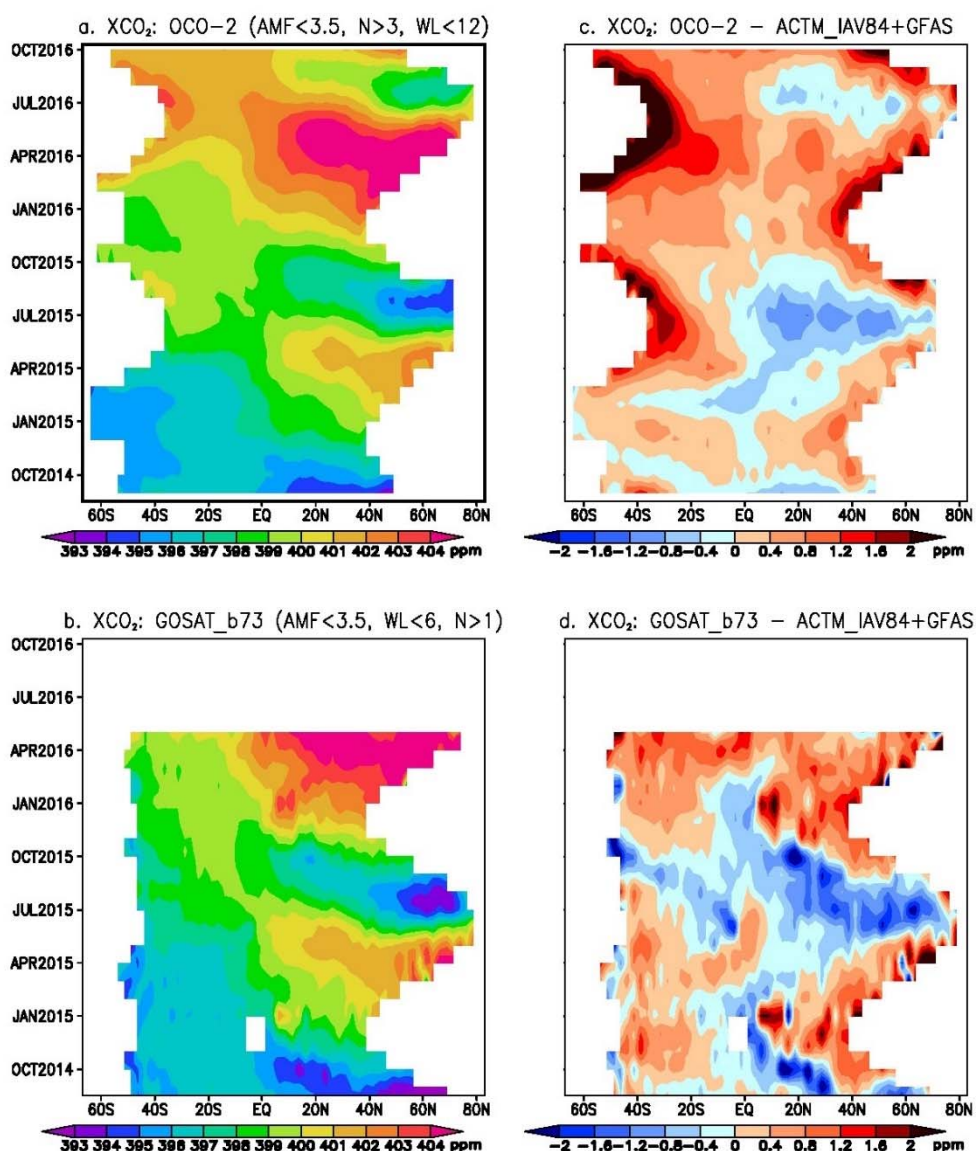 a. XCO₂: OCO-2 (AMF<3.5, N>3, WL<12)
OCT2016
JUL2016
APR2016
JAN2016
OCT2015
JUL2015
APR2015
JAN2015
OCT2014
60S 40S 20S EQ 20N 40N 60N 80N
393 394 395 396 397 398 399 400 401 402 403 404 ppm
c. XCO₂: OCO-2 - ACTM_IAV84+GFAS
60S 40S 20S EQ 20N 40N 60N 80N
-2 -1.6 -1.2 -0.8 -0.4 0 0.4 0.8 1.2 1.6 2 ppm
b. XCO₂: GOSAT_b73 (AMF<3.5, WL<6, N>1)
OCT2016
JUL2016
APR2016
JAN2016
OCT2015
JUL2015
APR2015
JAN2015
OCT2014
60S 40S 20S EQ 20N 40N 60N 80N
393 394 395 396 397 398 399 400 401 402 403 404 ppm
d. XCO₂: GOSAT_b73 - ACTM_IAV84+GFAS
60S 40S 20S EQ 20N 40N 60N 80N
-2 -1.6 -1.2 -0.8 -0.4 0 0.4 0.8 1.2 1.6 2 ppm